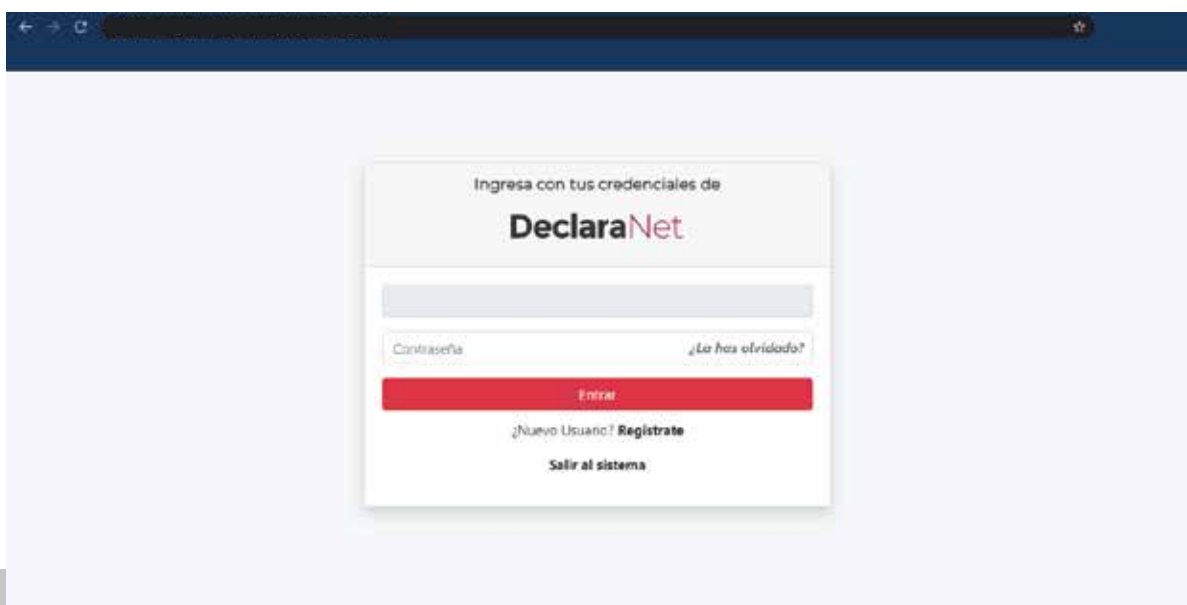 Ingresa con tus credenciales de
DeclaraNet
Contraseña ¿La has olvidado?
Entrar
¿Nuevo Usuario? Registrate
Salir al sistema